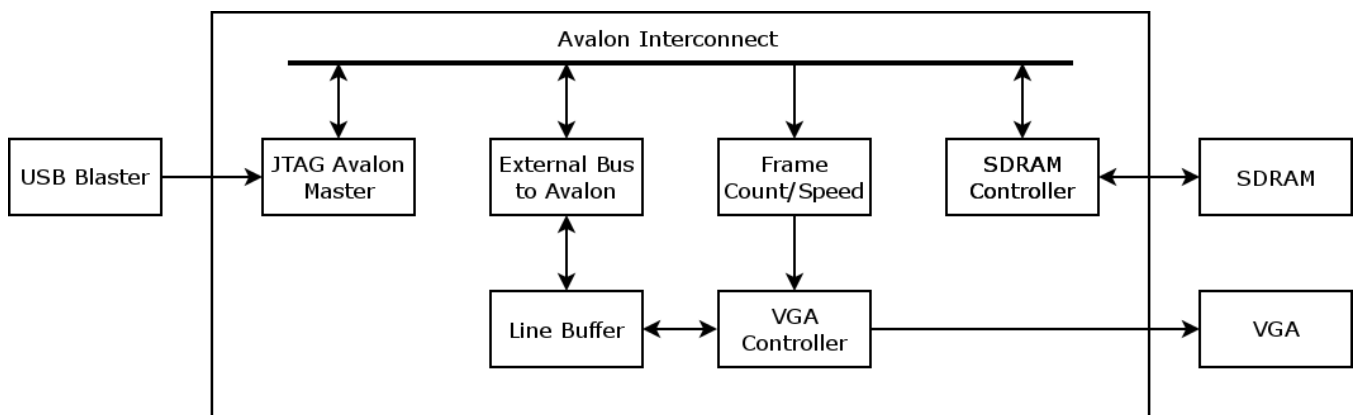 Avalon Interconnect
USB Blaster
JTAG Avalon
Master
External Bus
to Avalon
Frame
Count/Speed
SDRAM
Controller
SDRAM
Line Buffer
VGA
Controller
VGA